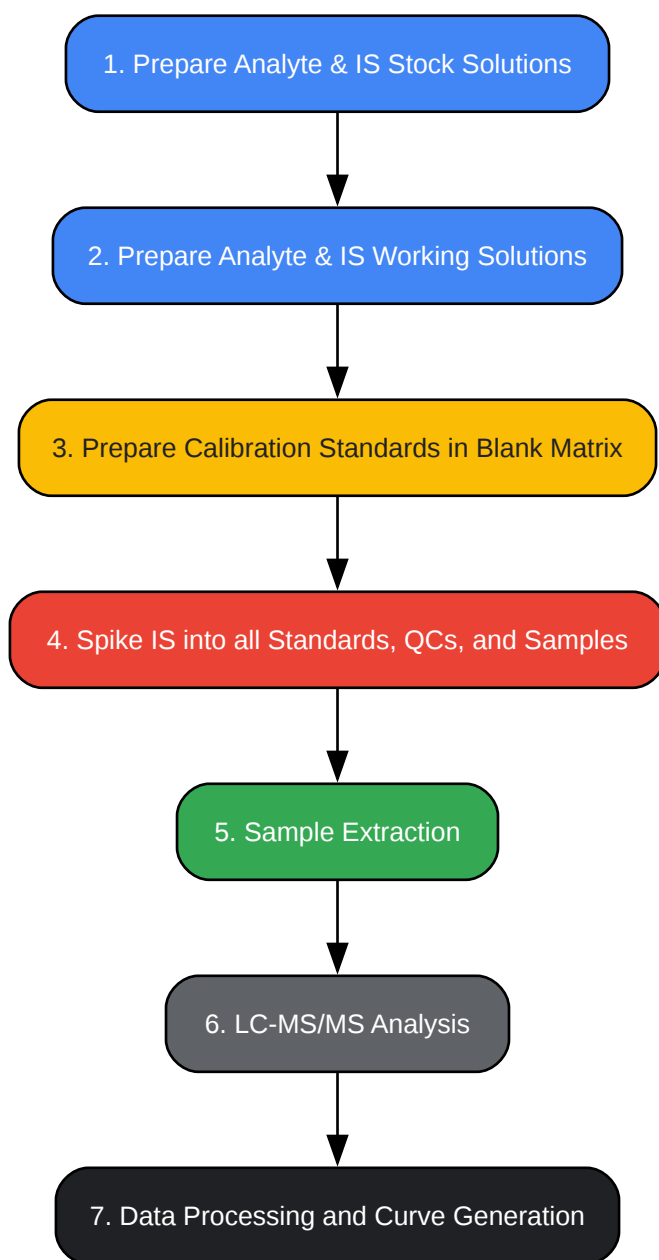 1. Prepare Analyte & IS Stock Solutions
2. Prepare Analyte & IS Working Solutions
3. Prepare Calibration Standards in Blank Matrix
4. Spike IS into all Standards, QCs, and Samples
5. Sample Extraction
6. LC-MS/MS Analysis
7. Data Processing and Curve Generation